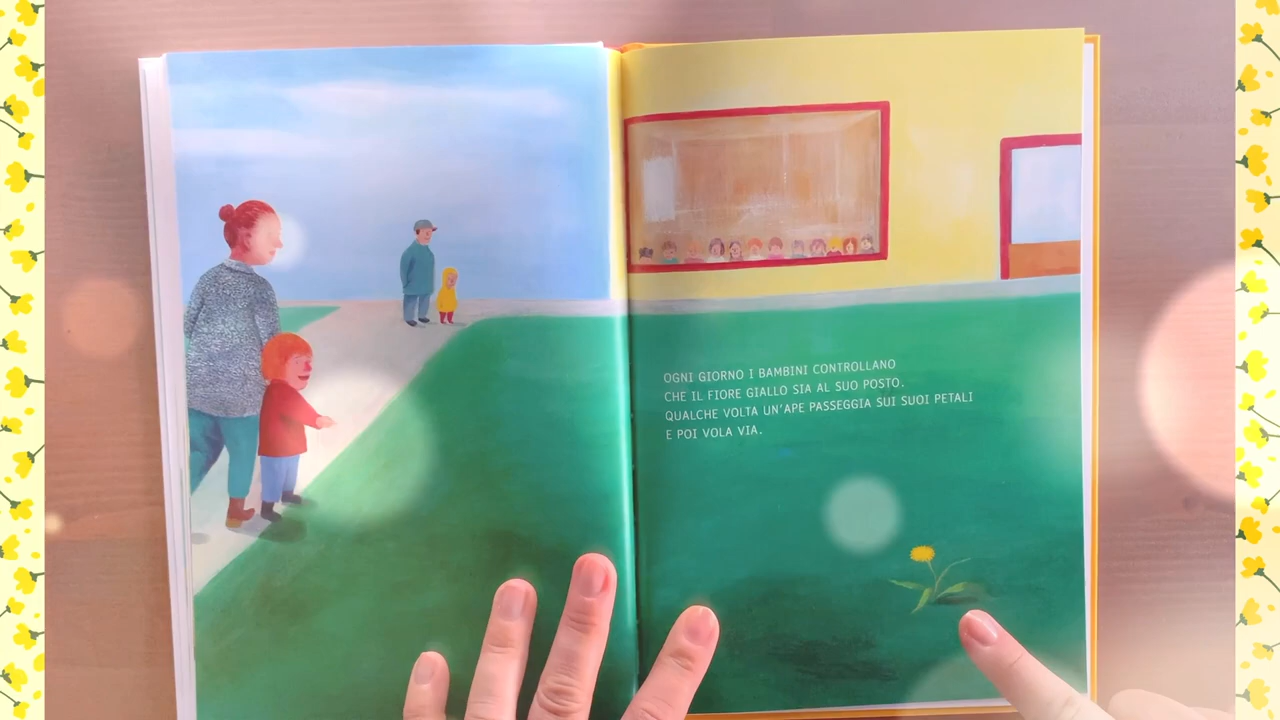 OGNI GIORNO I BAMBINI CONTROLLANO
CHE IL FIORE GIALLO SIA AL SUO POSTO.
QUALCHE VOLTA UN'APE PASSEGGIA SUI SUOI PETALI
E POI VOLA VIA.